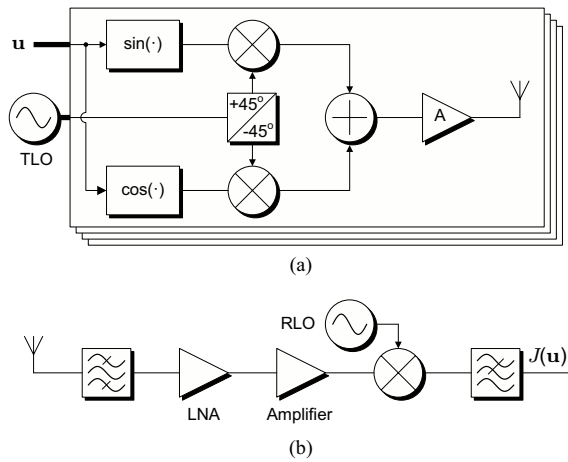 u
sin(·)
+45°
-45°
TLO
A
cos(·)
(a)
RLO
J(u)
LNA
Amplifier
(b)